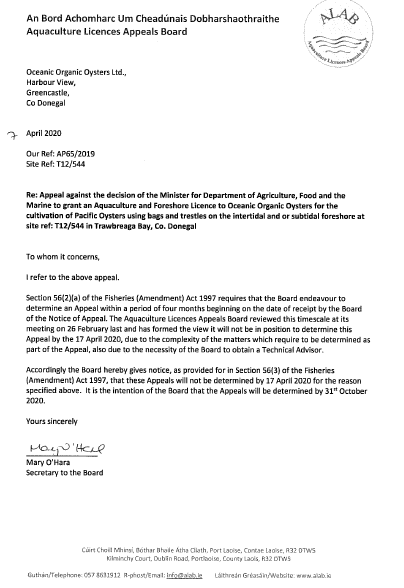 An Bord Achomharc Um Cheadúnais Dobharshaothraithe
Aquaculture Licences Appeals Board
ALAB
Aquaculture Licences Appeals Board
Oceanic Organic Oysters Ltd.,
Harbour View,
Greencastle,
Co Donegal
7 April 2020
Our Ref: AP65/2019
Site Ref: T12/544
Re: Appeal against the decision of the Minister for Department of Agriculture, Food and the
Marine to grant an Aquaculture and Foreshore Licence to Oceanic Organic Oysters for the
cultivation of Pacific Oysters using bags and trestles on the intertidal and or subtidal foreshore at
site ref: T12/544 in Trawbreaga Bay, Co. Donegal
To whom it concerns,
I refer to the above appeal.
Section 56(2)(a) of the Fisheries (Amendment) Act 1997 requires that the Board endeavour to
determine an Appeal within a period of four months beginning on the date of receipt by the Board
of the Notice of Appeal. The Aquaculture Licences Appeals Board reviewed this timescale at its
meeting on 26 February last and has formed the view it will not be in position to determine this
Appeal by the 17 April 2020, due to the complexity of the matters which require to be determined as
part of the Appeal, also due to the necessity of the Board to obtain a Technical Advisor.
Accordingly the Board hereby gives notice, as provided for in Section 56(3) of the Fisheries
(Amendment) Act 1997, that these Appeals will not be determined by 17 April 2020 for the reason
specified above. It is the intention of the Board that the Appeals will be determined by 31st October
2020.
Yours sincerely
Mary O'Hara
Mary O'Hara
Secretary to the Board
Cúirt Choill Mhinsí, Bóthar Bhaile Átha Cliath, Port Laoise, Contae Laoise, R32 DTW5
Kilminchy Court, Dublin Road, Portlaoise, County Laois, R32 DTW5
Guthán/Telephone: 057 8631912 R-phost/Email: info@alab.ie Láithreán Gréasáin/Website: www.alab.ie